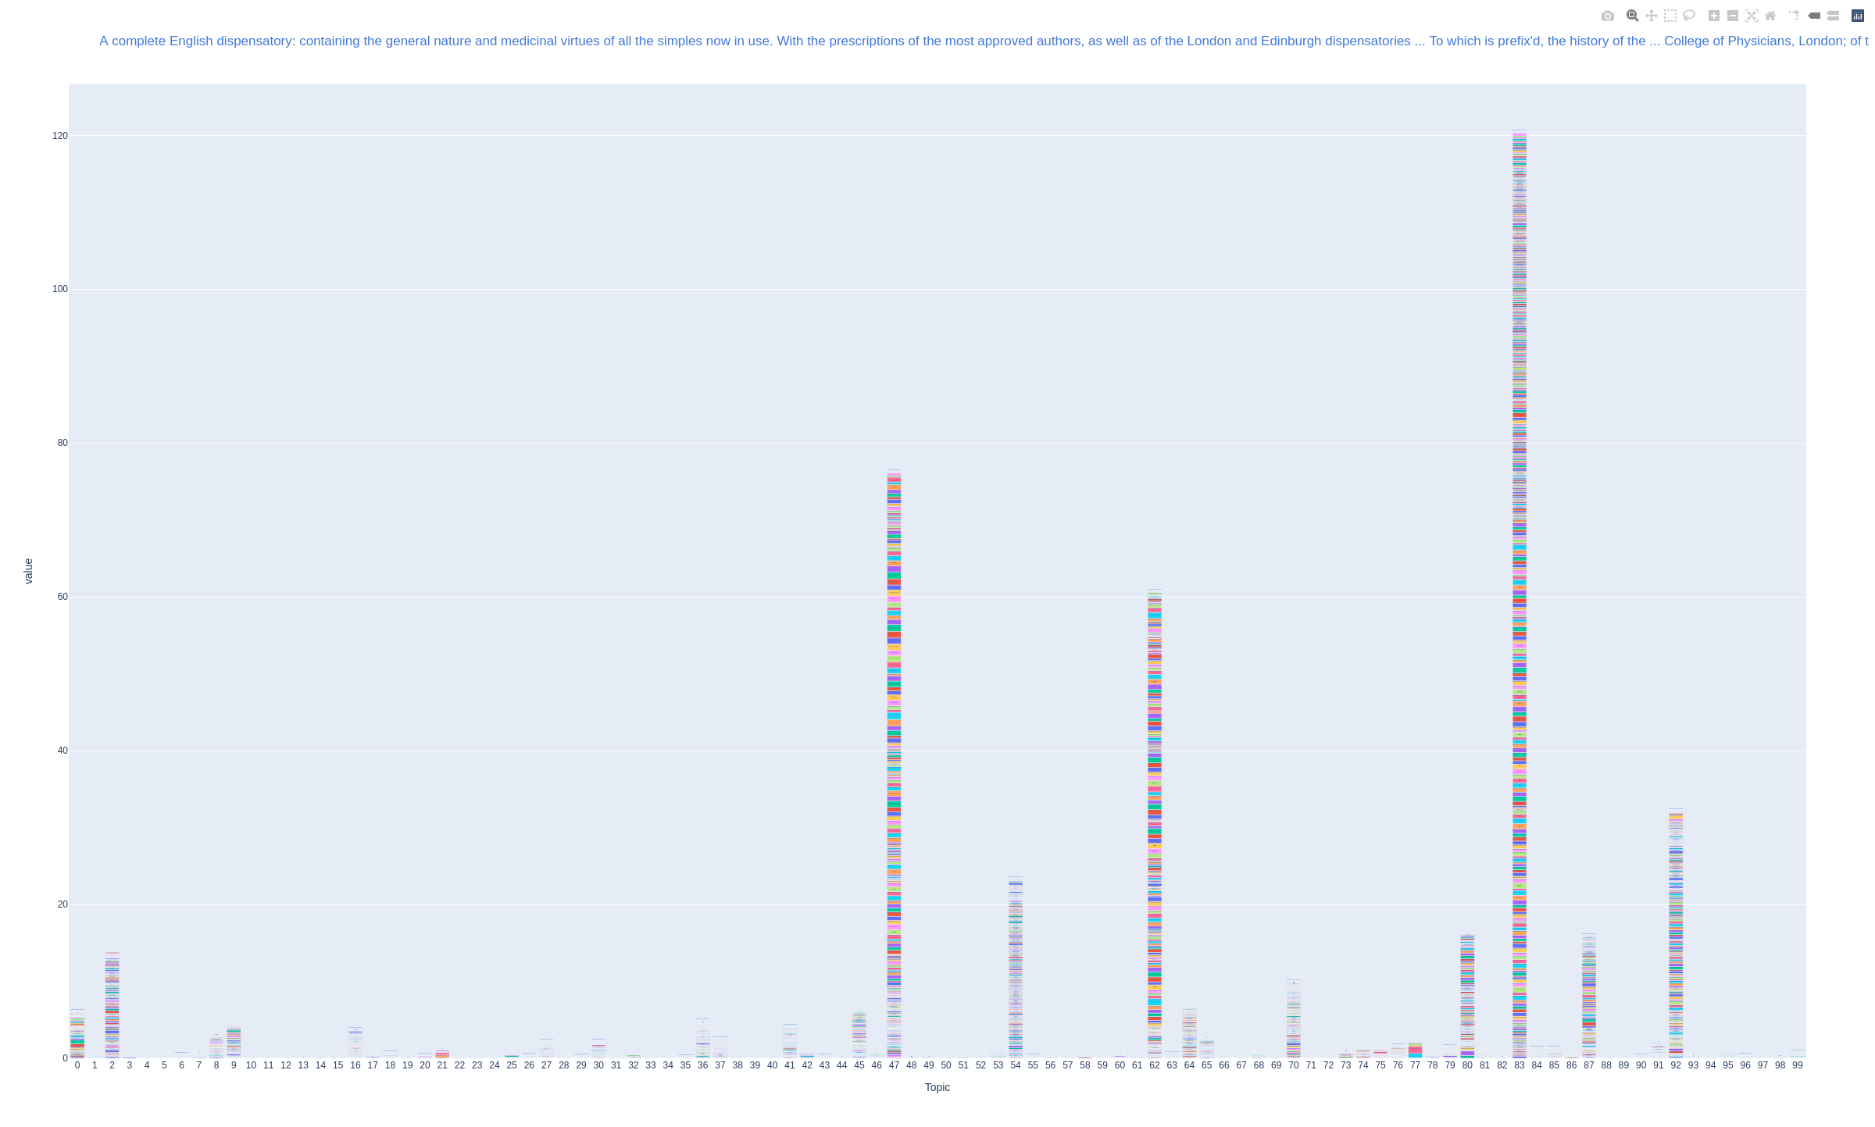 A complete English dispensatory: containing the general nature and medicinal virtues of all the simples now in use. With the prescriptions of the most approved authors, as well as of the London and Edinburgh dispensatories ... To which is prefix'd, the history of the ... College of Physicians, London; of t
120
100
80
60
40
20
0
value
0 1 2 3 4 5 6 7 8 9 10 11 12 13 14 15 16 17 18 19 20 21 22 23 24 25 26 27 28 29 30 31 32 33 34 35 36 37 38 39 40 41 42 43 44 45 46 47 48 49 50 51 52 53 54 55 56 57 58 59 60 61 62 63 64 65 66 67 68 69 70 71 72 73 74 75 76 77 78 79 80 81 82 83 84 85 86 87 88 89 90 91 92 93 94 95 96 97 98 99
Topic